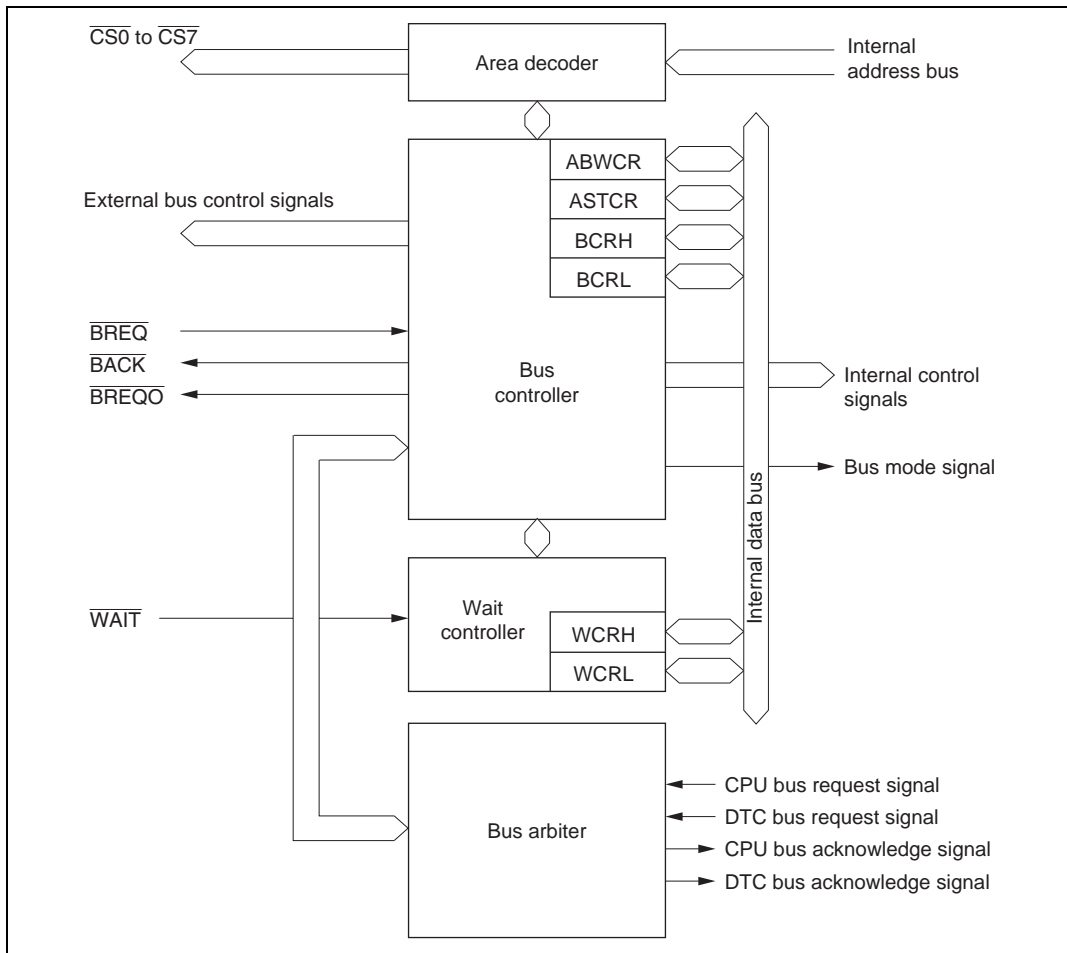 CS0 to CS7
Area decoder
Internal
address bus
ABWCR
ASTCR
BCRH
BCRL
External bus control signals
BREQ
BACK
BREQO
Bus
controller
Internal control
signals
Bus mode signal
Internal data bus
WAIT
Wait
controller
WCRH
WCRL
Bus arbiter
CPU bus request signal
DTC bus request signal
CPU bus acknowledge signal
DTC bus acknowledge signal